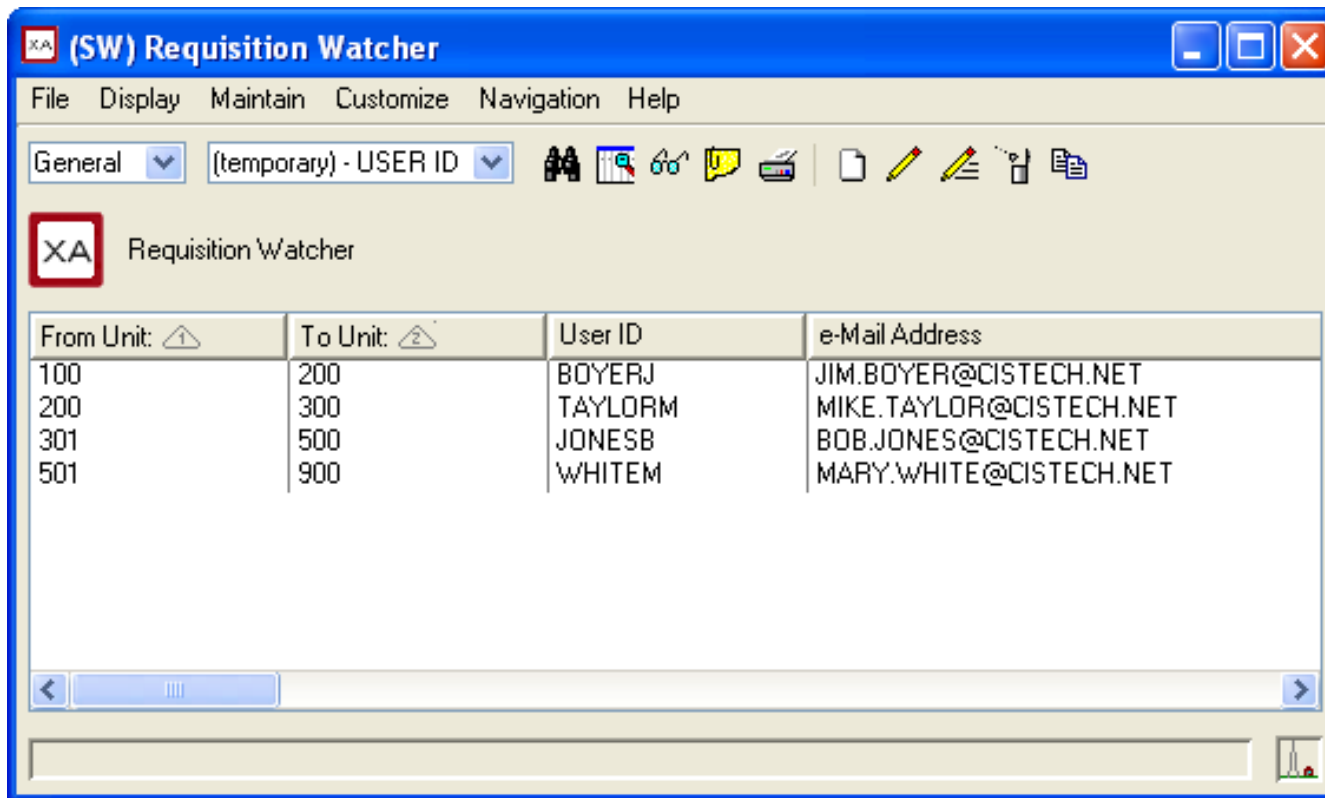 XA (SW) Requisition Watcher
File Display Maintain Customize Navigation Help
General (temporary) - USER ID
XA Requisition Watcher
From Unit: 1 To Unit: 2 User ID e-Mail Address
100 200 BOYERJ JIM.BOYER@CISTECH.NET
200 300 TAYLORM MIKE.TAYLOR@CISTECH.NET
301 500 JONESB BOB.JONES@CISTECH.NET
501 900 WHITEM MARY.WHITE@CISTECH.NET